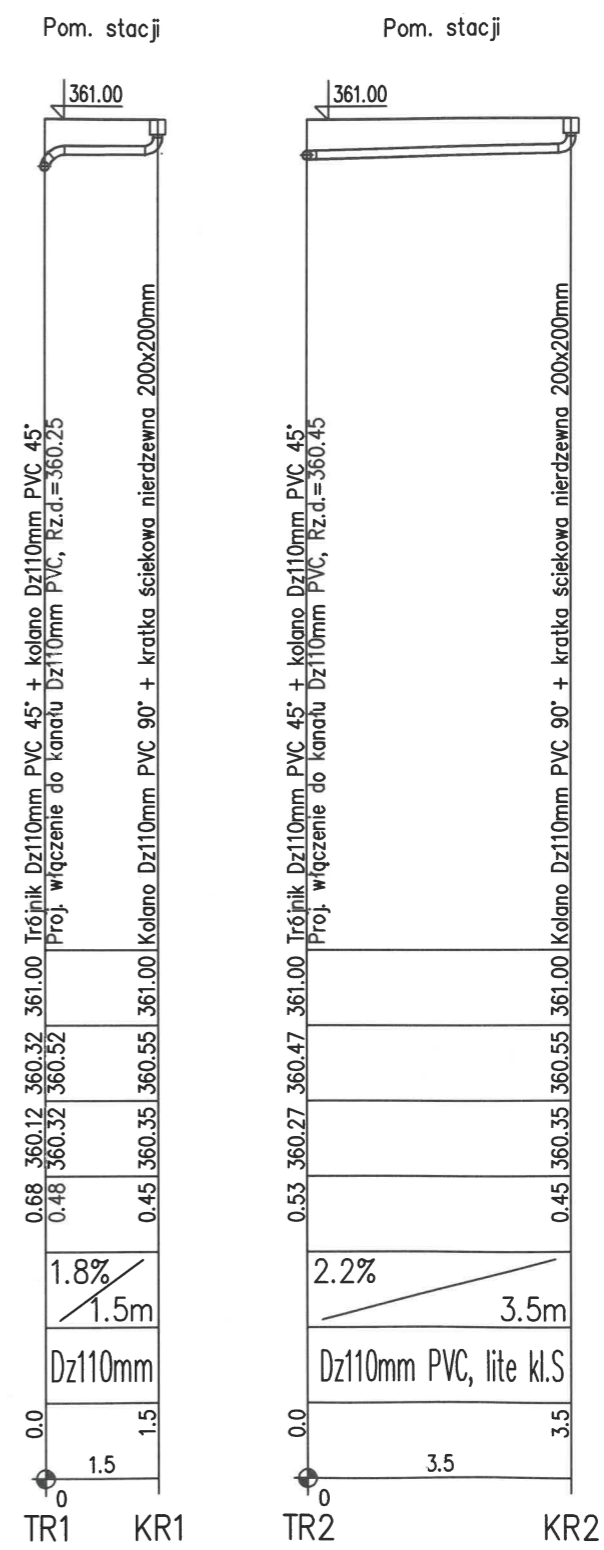 Pom. stacji
361.00
Trójnik Dz110mm PVC 45° + kolano Dz110mm PVC 45°
Proj. włączenie do kanału Dz110mm PVC, Rz.d.=360.25
Kolano Dz110mm PVC 90° + kratka ściekowa nierdzewna 200x200mm
361.00 361.00
360.32 360.52 360.55
360.12 360.32 360.35
0.68 0.48 0.45
1.8%
1.5m
Dz110mm
0.0 1.5
1.5
0
TR1 KR1
Pom. stacji
361.00
Trójnik Dz110mm PVC 45° + kolano Dz110mm PVC 45°
Proj. włączenie do kanału Dz110mm PVC, Rz.d.=360.45
Kolano Dz110mm PVC 90° + kratka ściekowa nierdzewna 200x200mm
361.00 361.00
360.47 360.55
360.27 360.35
0.53 0.45
2.2%
3.5m
Dz110mm PVC, lite kl.S
0.0 3.5
3.5
0
TR2 KR2